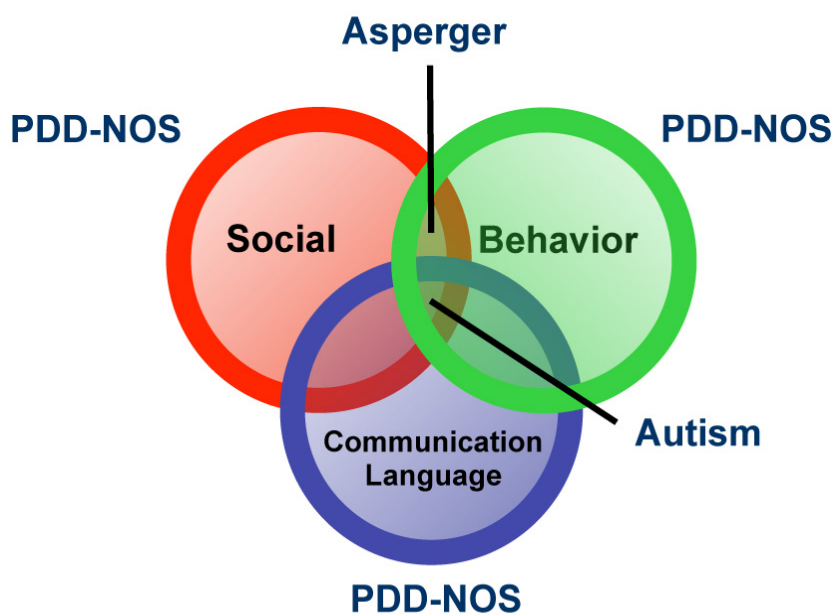 Asperger
PDD-NOS
PDD-NOS
Social
Behavior
Communication
Language
Autism
PDD-NOS